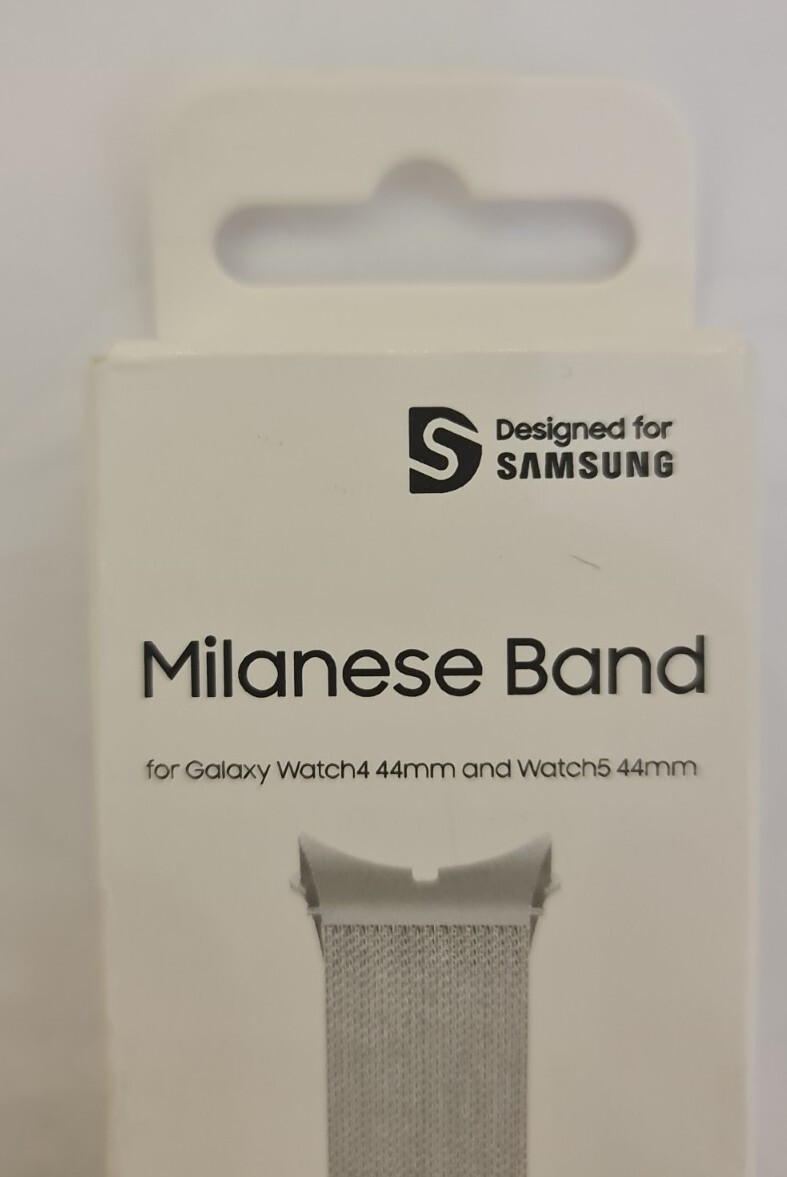 Designed for
SAMSUNG
Milanese Band
for Galaxy Watch4 44mm and Watch5 44mm